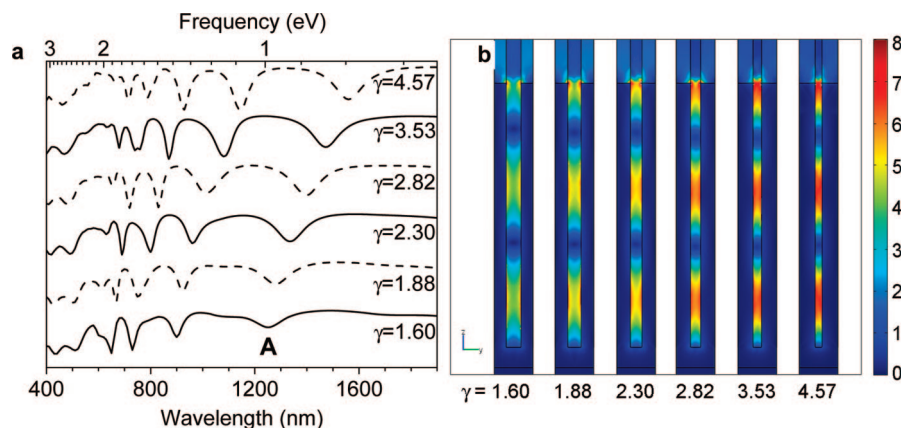 Frequency (eV)
a
3 2 1
γ=4.57
γ=3.53
γ=2.82
γ=2.30
γ=1.88
γ=1.60
A
400 800 1200 1600
Wavelength (nm)
b
z
y
γ = 1.60 1.88 2.30 2.82 3.53 4.57
8
7
6
5
4
3
2
1
0